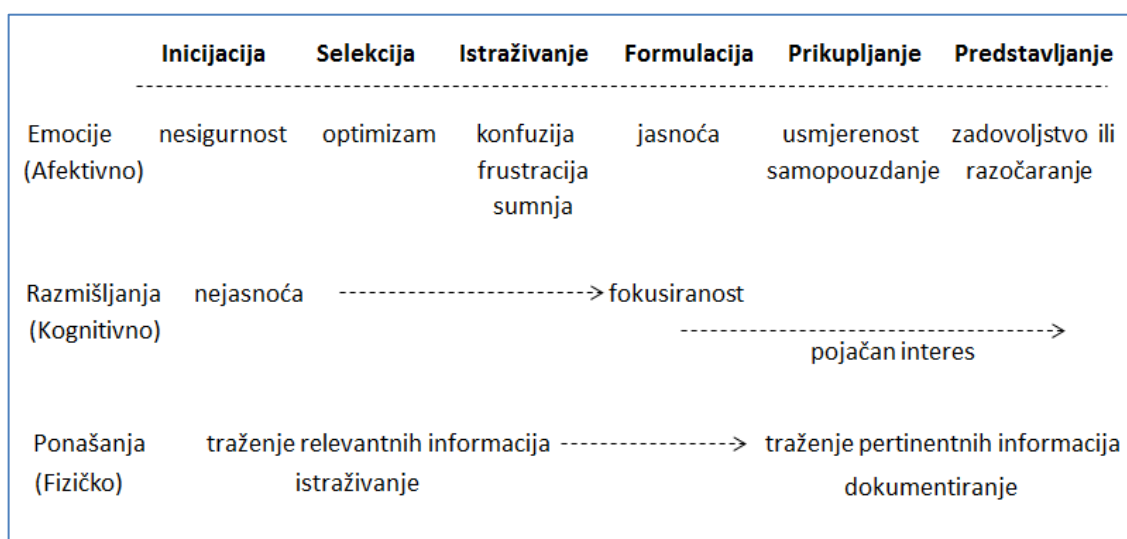 Inicijacija Selekcija Istraživanje Formulacija Prikupljanje Predstavljanje
Emocije nesigurnost optimizam konfuzija jasnoća usmjerenost zadovoljstvo ili
(Afektivno) frustracija samopouzdanje razočaranje
sumnja
Razmišljanja nejasnoća fokusiranost
(Kognitivno)
pojačan interes
Ponašanja traženje relevantnih informacija traženje pertinentnih informacija
(Fizičko) istraživanje dokumentiranje